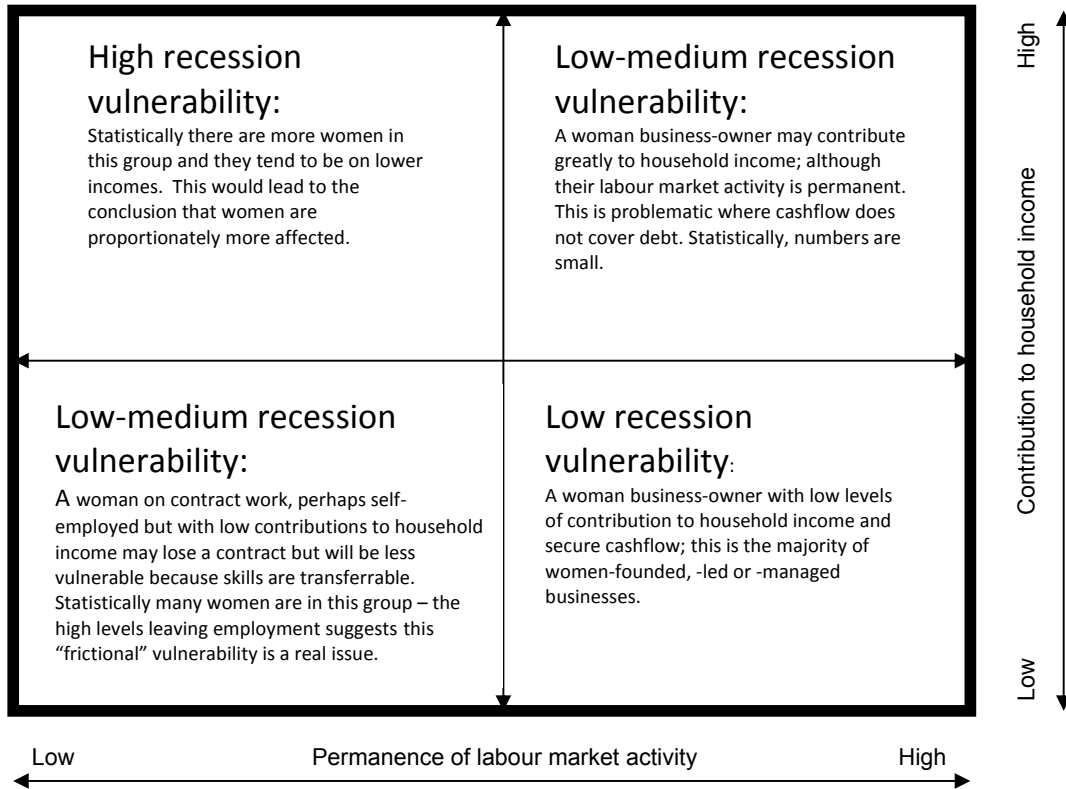 High recession
vulnerability:
Statistically there are more women in
this group and they tend to be on lower
incomes.  This would lead to the
conclusion that women are
proportionately more affected.
Low-medium recession
vulnerability:
A woman business-owner may contribute
greatly to household income; although
their labour market activity is permanent.
This is problematic where cashflow does
not cover debt. Statistically, numbers are
small.
Low-medium recession
vulnerability:
A woman on contract work, perhaps self-
employed but with low contributions to household
income may lose a contract but will be less
vulnerable because skills are transferrable.
Statistically many women are in this group – the
high levels leaving employment suggests this
“frictional” vulnerability is a real issue.
Low recession
vulnerability:
A woman business-owner with low levels
of contribution to household income and
secure cashflow; this is the majority of
women-founded, -led or -managed
businesses.
High
Contribution to household income
Low
Low
Permanence of labour market activity
High